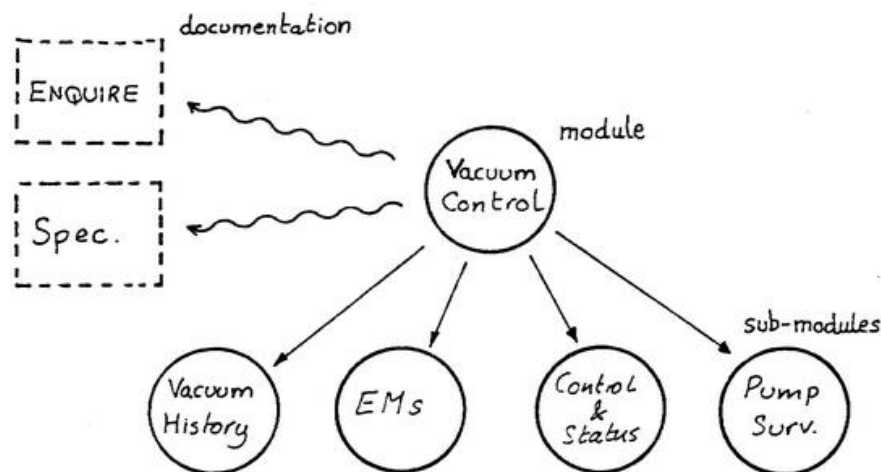 documentation
ENQUIRE
module
Vacuum
Control
Spec.
sub-modules
Vacuum
History
EMs
Control
&
Status
Pump
Surv.